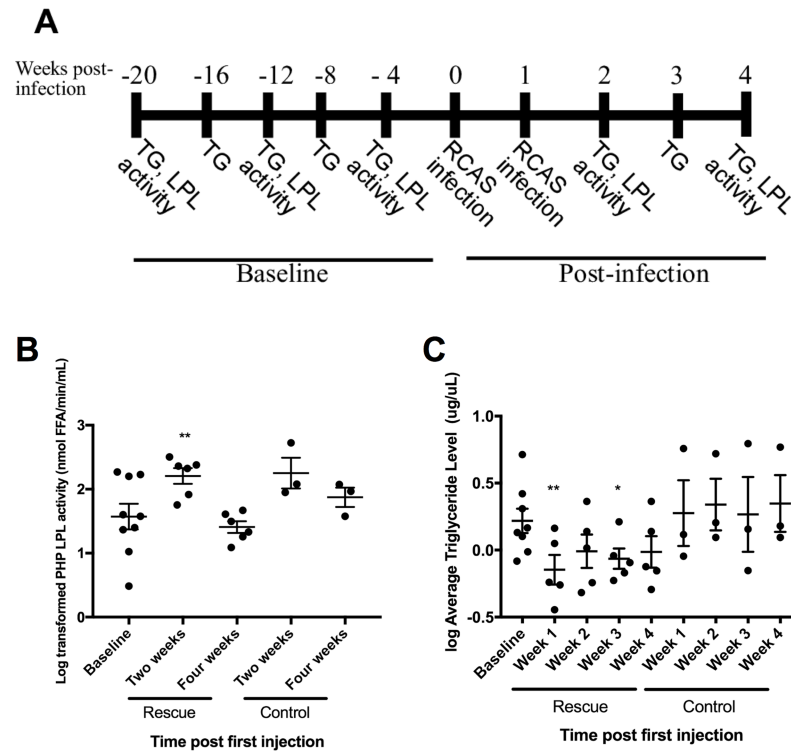 A
Weeks post-
infection
-20 -16 -12 -8 - 4 0 1 2 3 4
TG, LPL
activity
TG
TG, LPL
activity
TG
TG, LPL
activity
RCAS
infection
RCAS
infection
TG, LPL
activity
TG
TG, LPL
activity
Baseline Post-infection
B
Log transformed PHP LPL activity (nmol FFA/min/mL)
3
2
1
0
**
Baseline
Two weeks
Four weeks
Two weeks
Four weeks
Rescue Control
Time post first injection
C
log Average Triglyceride Level (ug/uL)
1.0
0.5
0.0
-0.5
**
*
Baseline
Week 1
Week 2
Week 3
Week 4
Week 1
Week 2
Week 3
Week 4
Rescue Control
Time post first injection